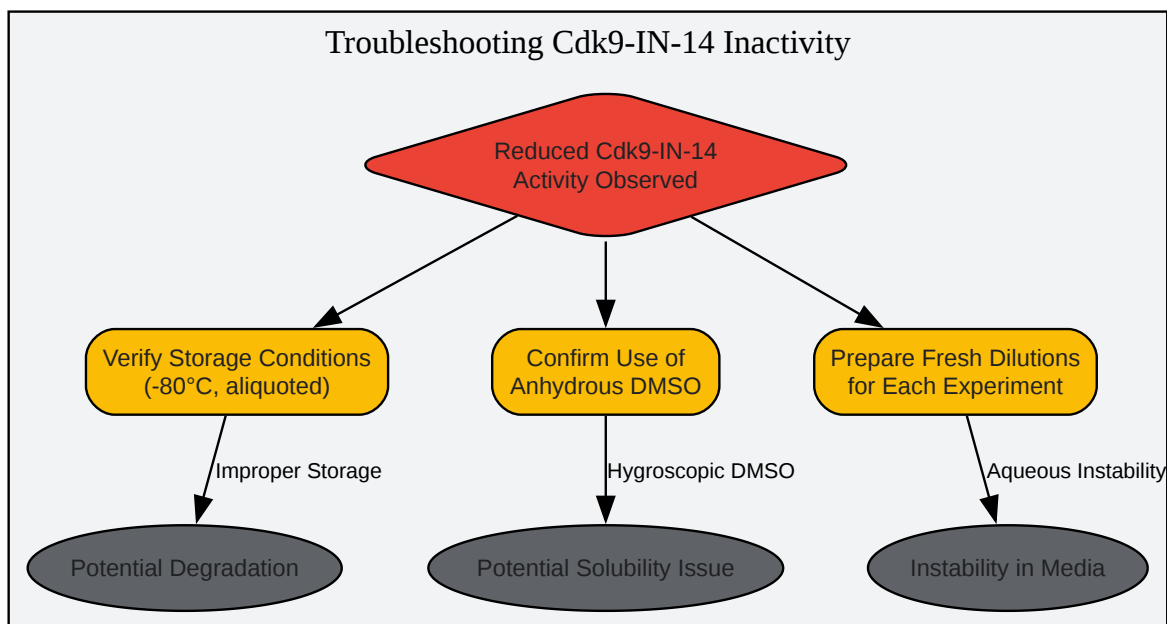 Troubleshooting Cdk9-IN-14 Inactivity
Reduced Cdk9-IN-14
Activity Observed
Verify Storage Conditions
(-80°C, aliquoted)
Confirm Use of
Anhydrous DMSO
Prepare Fresh Dilutions
for Each Experiment
Improper Storage
Hygroscopic DMSO
Aqueous Instability
Potential Degradation
Potential Solubility Issue
Instability in Media